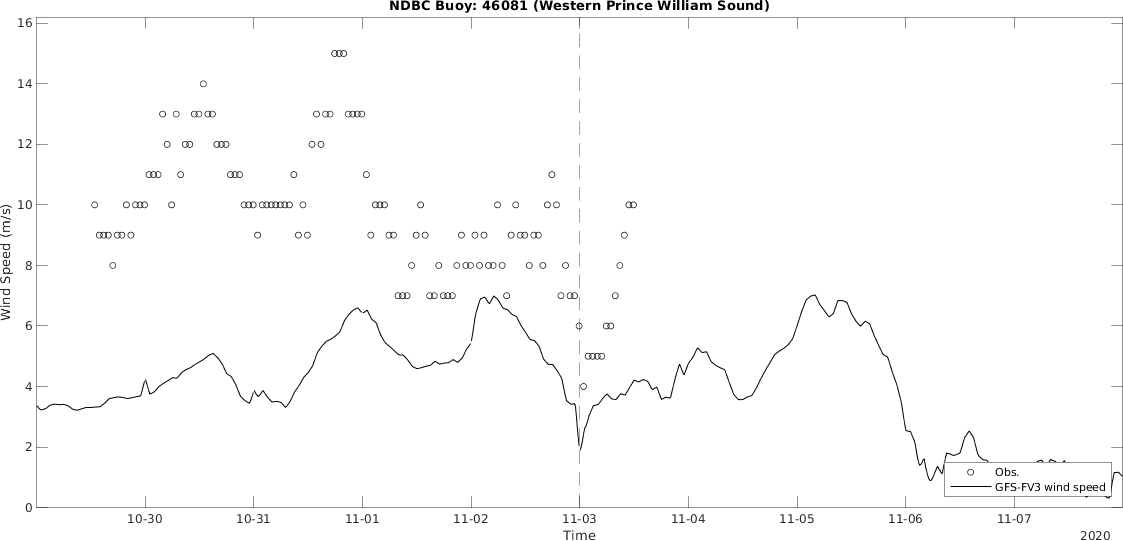 NDBC Buoy: 46081 (Western Prince William Sound)
16
14
12
10
8
6
4
2
0
Wind Speed (m/s)
Obs.
GFS-FV3 wind speed
10-30 10-31 11-01 11-02 11-03 11-04 11-05 11-06 11-07
Time
2020